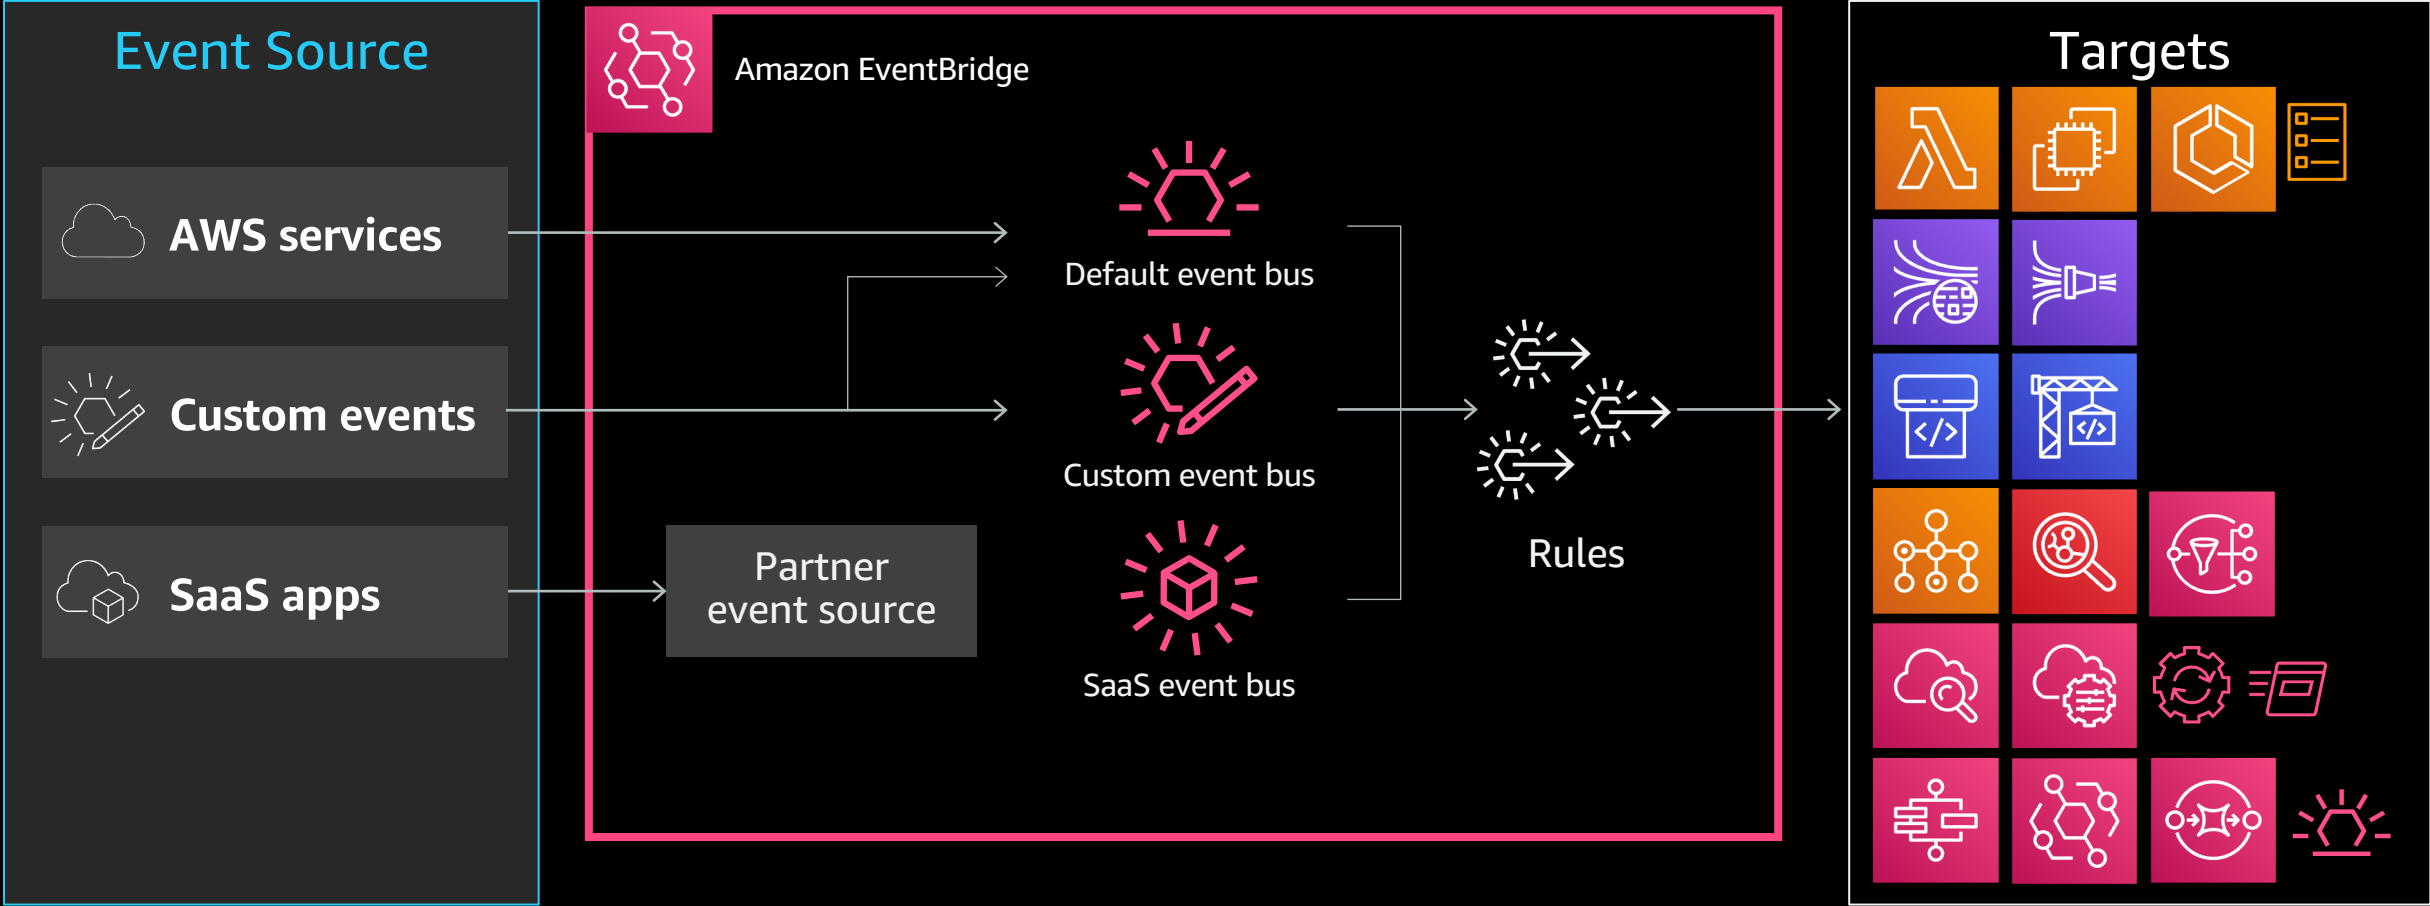 Event Source
AWS services
Custom events
SaaS apps
Amazon EventBridge
Default event bus
Custom event bus
Partner
event source
SaaS event bus
Rules
Targets